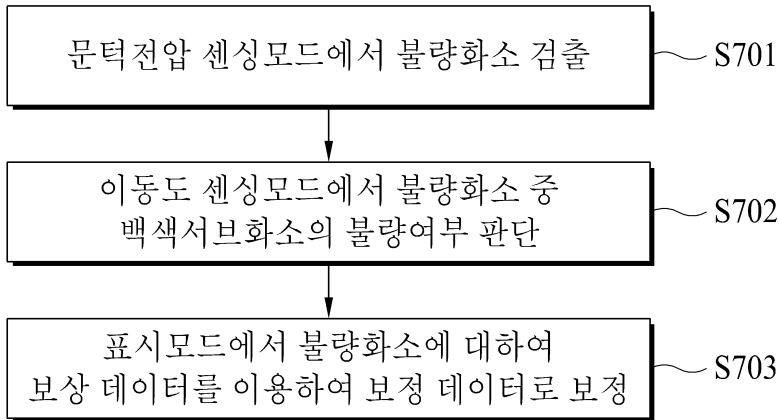 문턱전압 센싱모드에서 불량화소 검출
S701
이동도 센싱모드에서 불량화소 중
백색서브화소의 불량여부 판단
S702
표시모드에서 불량화소에 대하여
보상 데이터를 이용하여 보정 데이터로 보정
S703